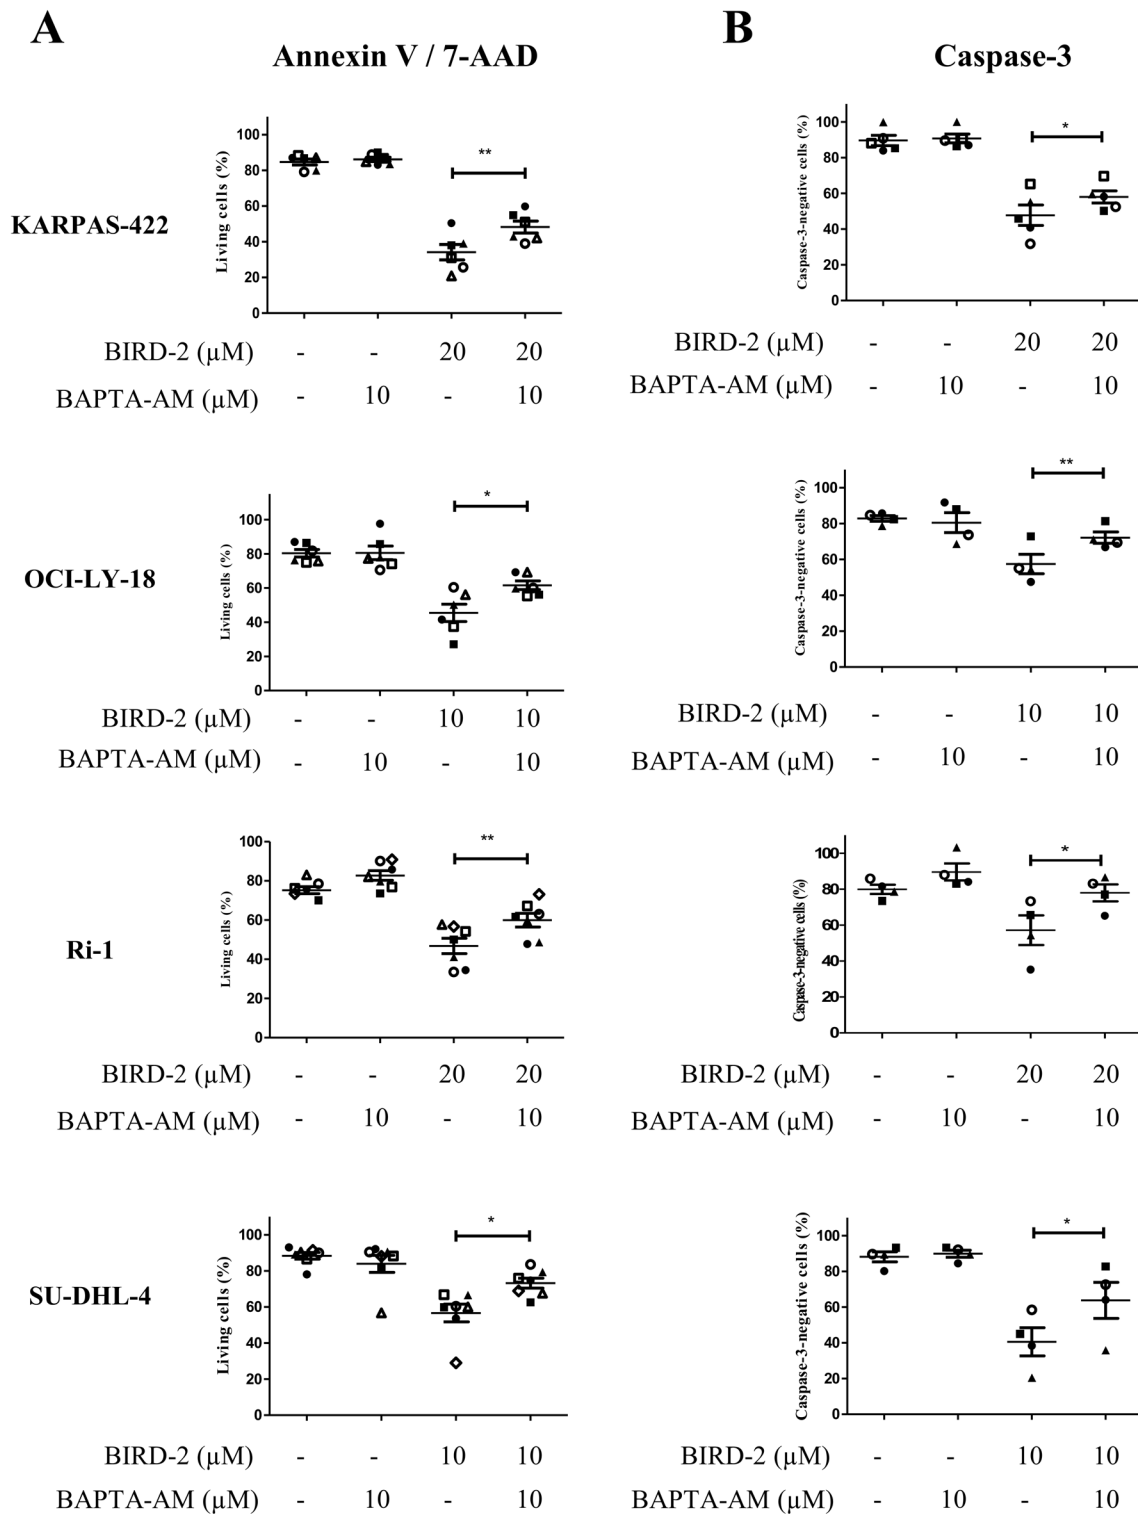 A
B
Annexin V / 7-AAD
Caspase-3
KARPAS-422
Living cells (%)
100
80
60
40
20
0
**
BIRD-2 (μM) - - 20 20
BAPTA-AM (μM) - 10 - 10
Caspase-3-negative cells (%)
100
80
60
40
20
0
*
BIRD-2 (μM) - - 20 20
BAPTA-AM (μM) - 10 - 10
OCI-LY-18
Living cells (%)
100
80
60
40
20
0
*
BIRD-2 (μM) - - 10 10
BAPTA-AM (μM) - 10 - 10
Caspase-3-negative cells (%)
100
80
60
40
20
0
**
BIRD-2 (μM) - - 10 10
BAPTA-AM (μM) - 10 - 10
Ri-1
Living cells (%)
100
80
60
40
20
0
**
BIRD-2 (μM) - - 20 20
BAPTA-AM (μM) - 10 - 10
Caspase-3-negative cells (%)
100
80
60
40
20
0
*
BIRD-2 (μM) - - 20 20
BAPTA-AM (μM) - 10 - 10
SU-DHL-4
Living cells (%)
100
80
60
40
20
0
*
BIRD-2 (μM) - - 10 10
BAPTA-AM (μM) - 10 - 10
Caspase-3-negative cells (%)
100
80
60
40
20
0
*
BIRD-2 (μM) - - 10 10
BAPTA-AM (μM) - 10 - 10